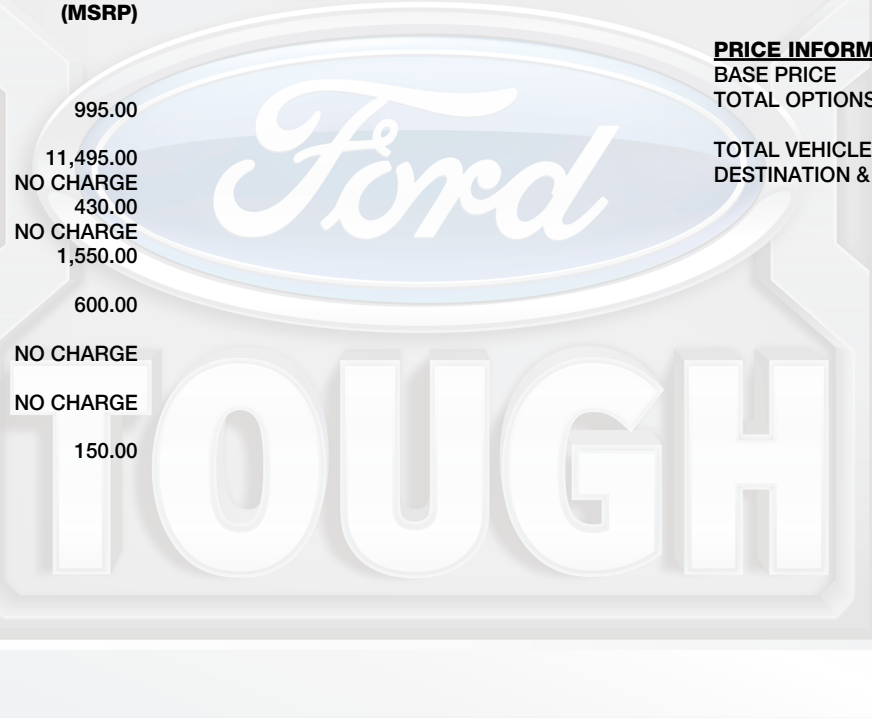 (MSRP)
995.00
11,495.00
NO CHARGE
430.00
NO CHARGE
1,550.00
600.00
NO CHARGE
NO CHARGE
150.00
PRICE INFORM
BASE PRICE
TOTAL OPTIONS
TOTAL VEHICLE
DESTINATION &
Ford
TOUGH